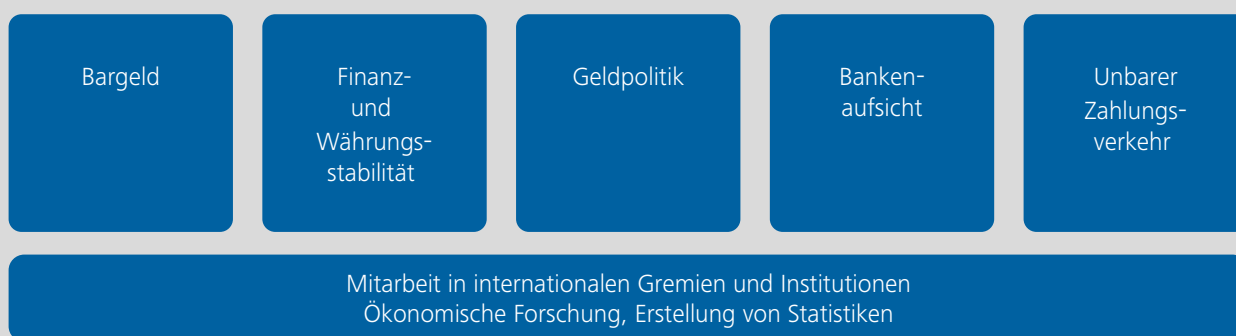 Bargeld
Finanz-
und
Währungs-
stabilität
Geldpolitik
Banken-
aufsicht
Unbarer
Zahlungs-
verkehr
Mitarbeit in internationalen Gremien und Institutionen
Ökonomische Forschung, Erstellung von Statistiken